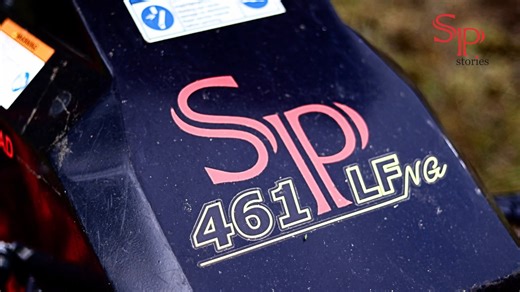 SP
stories
SP
461 LF NG